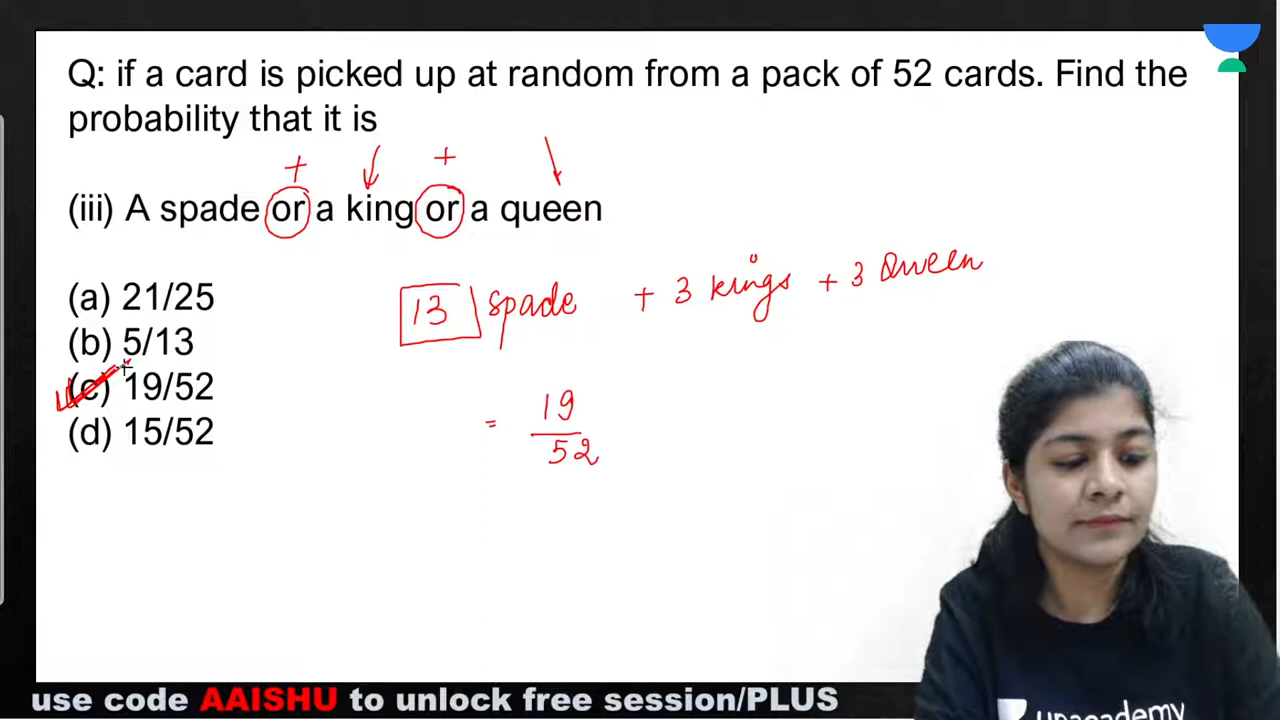 Q: if a card is picked up at random from a pack of 52 cards. Find the
probability that it is
+ +
(iii) A spade or a king or a queen
(a) 21/25
(b) 5/13
(c) 19/52
(d) 15/52
13 spade + 3 kings + 3 Queen
= 19
52
use code AAISHU to unlock free session/PLUS
unacademy